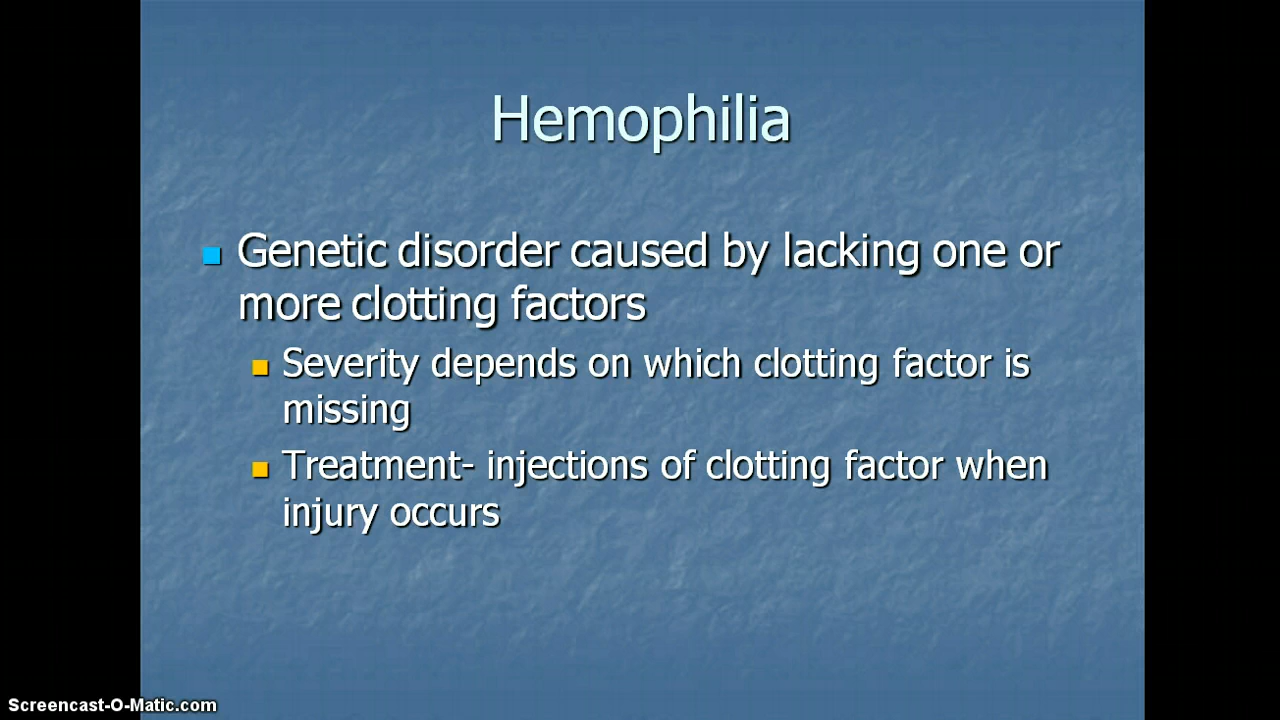 Hemophilia
Genetic disorder caused by lacking one or
more clotting factors
Severity depends on which clotting factor is
missing
Treatment- injections of clotting factor when
injury occurs
Screencast-O-Matic.com